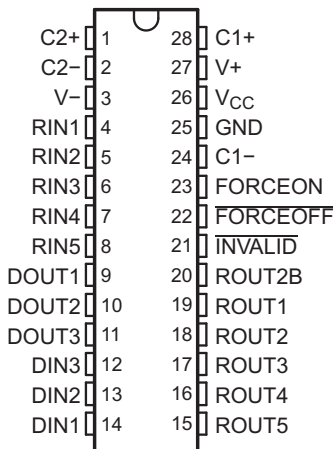 C2+ 1 28 C1+
C2− 2 27 V+
V− 3 26 VCC
RIN1 4 25 GND
RIN2 5 24 C1−
RIN3 6 23 FORCEON
RIN4 7 22 FORCEOFF
RIN5 8 21 INVALID
DOUT1 9 20 ROUT2B
DOUT2 10 19 ROUT1
DOUT3 11 18 ROUT2
DIN3 12 17 ROUT3
DIN2 13 16 ROUT4
DIN1 14 15 ROUT5